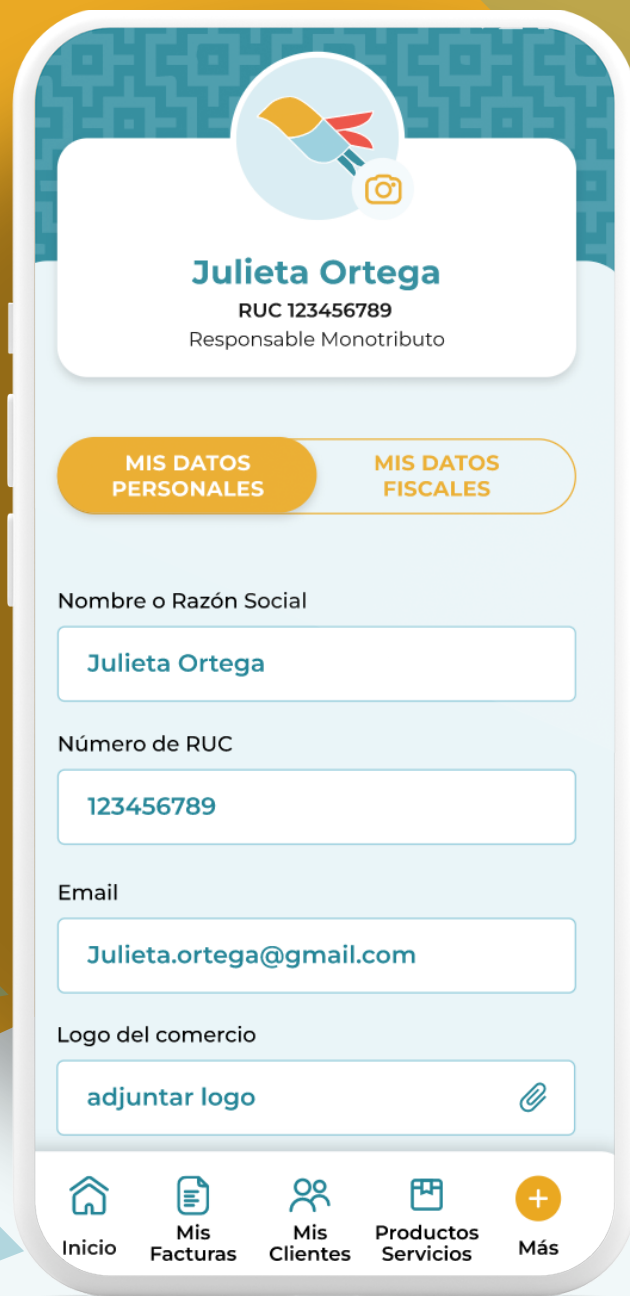 Julieta Ortega
RUC 123456789
Responsable Monotributo
MIS DATOS
PERSONALES
MIS DATOS
FISCALES
Nombre o Razón Social
Julieta Ortega
Número de RUC
123456789
Email
Julieta.ortega@gmail.com
Logo del comercio
adjuntar logo
Inicio
Mis
Facturas
Mis
Clientes
Productos
Servicios
Más